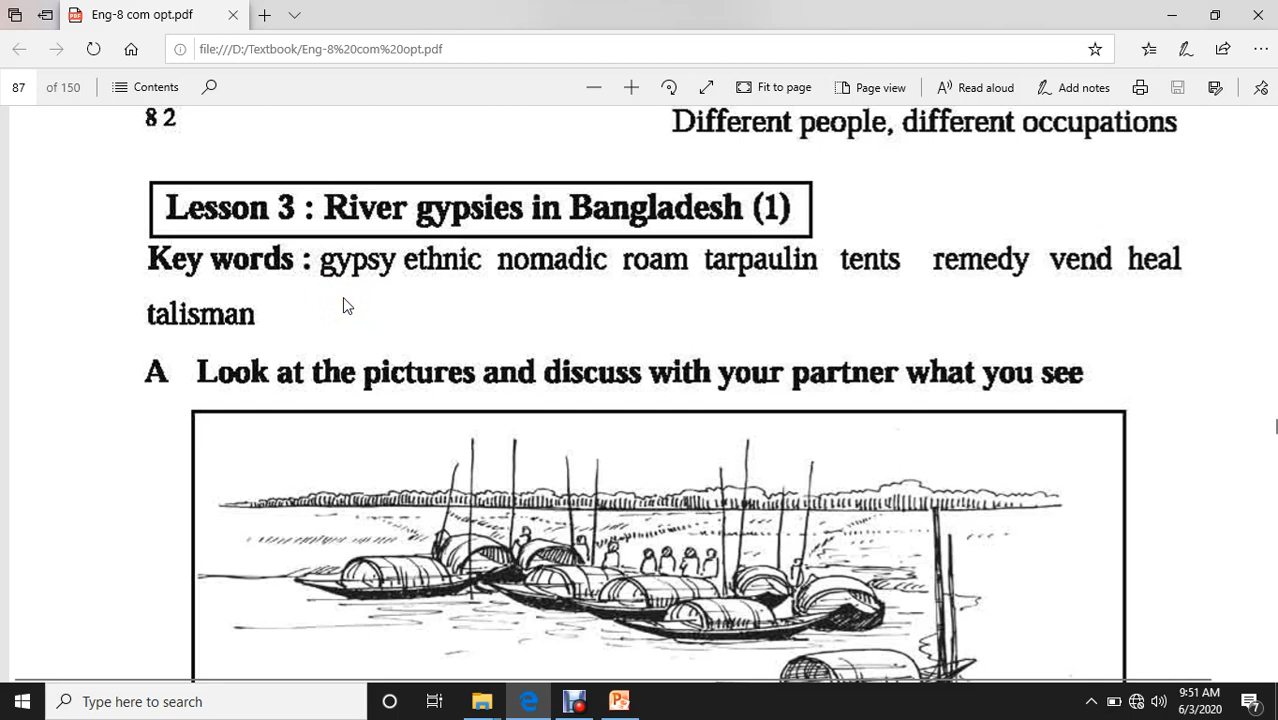 Eng-8 com opt.pdf
file:///D:/Textbook/Eng-8%20com%20opt.pdf
87 of 150 Contents Fit to page Page view Read aloud Add notes
8 2 Different people, different occupations
Lesson 3 : River gypsies in Bangladesh (1)
Key words : gypsy ethnic nomadic roam tarpaulin tents remedy vend heal
talisman
A Look at the pictures and discuss with your partner what you see
Type here to search
9:51 AM
6/3/2020
7